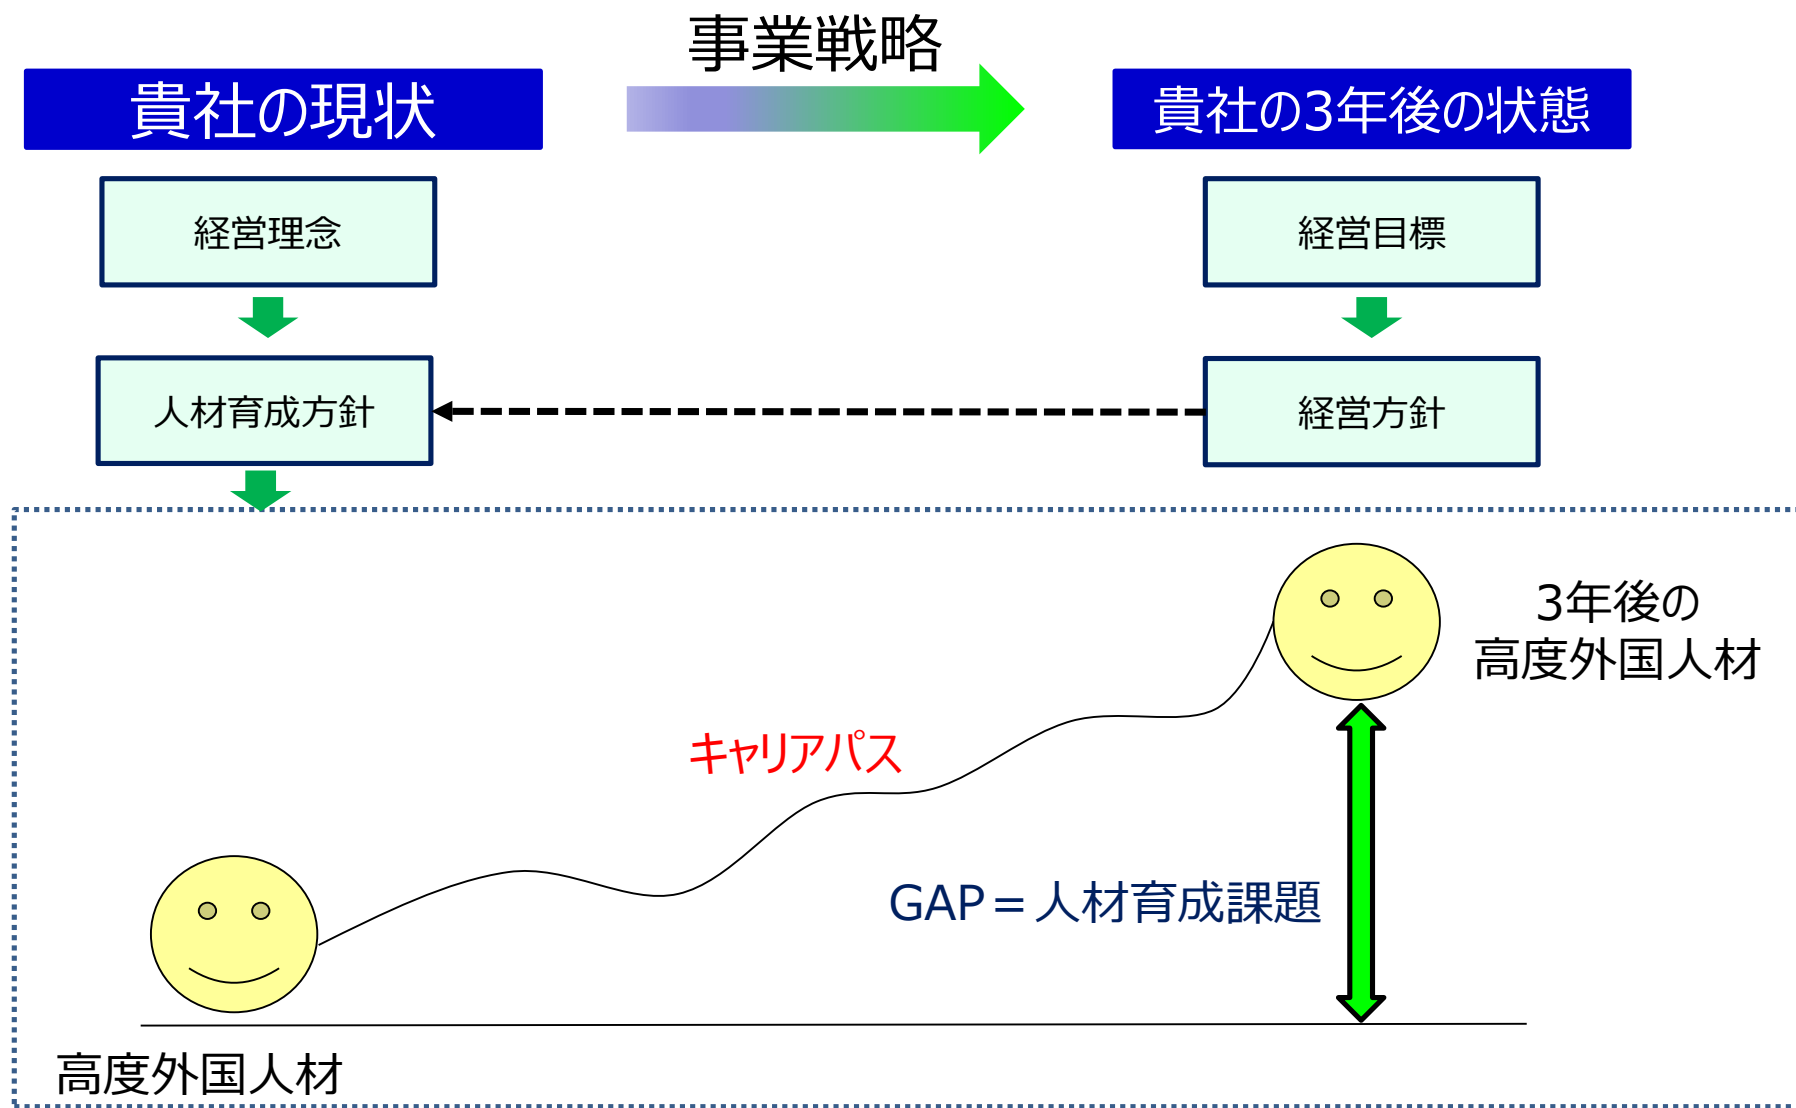 事業戦略
貴社の現状
貴社の3年後の状態
経営理念
経営目標
人材育成方針
経営方針
3年後の
高度外国人材
キャリアパス
GAP＝人材育成課題
高度外国人材